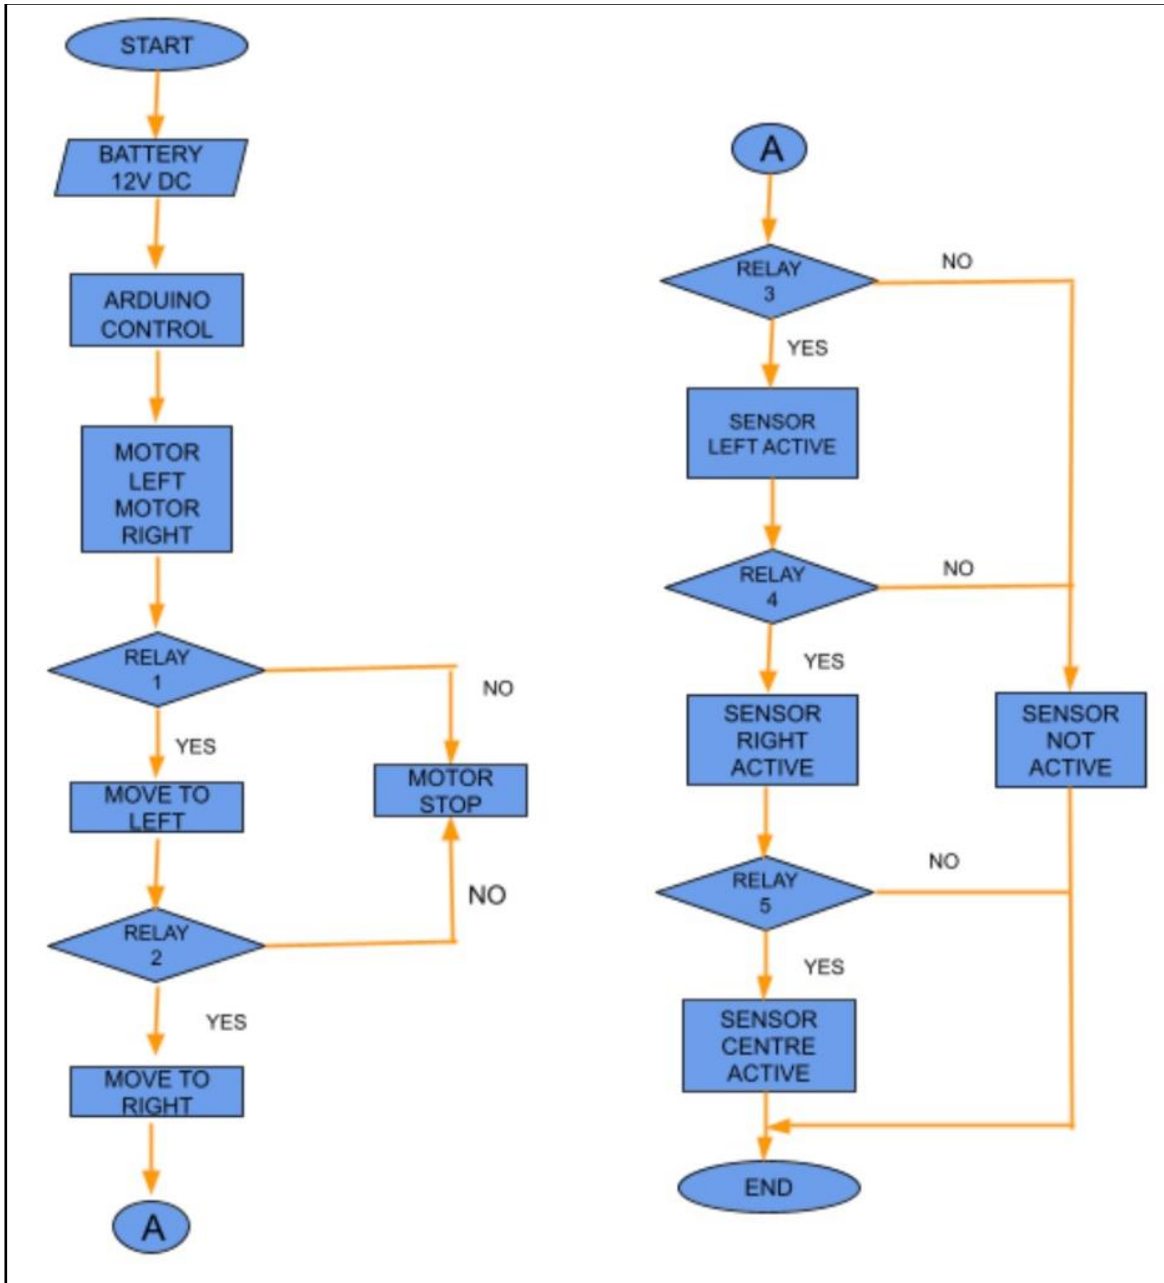 START
BATTERY
12V DC
ARDUINO
CONTROL
MOTOR
LEFT
MOTOR
RIGHT
RELAY
1
NO
YES
MOVE TO
LEFT
MOTOR
STOP
RELAY
2
NO
YES
MOVE TO
RIGHT
A
A
RELAY
3
NO
YES
SENSOR
LEFT ACTIVE
RELAY
4
NO
YES
SENSOR
RIGHT
ACTIVE
SENSOR
NOT
ACTIVE
RELAY
5
NO
YES
SENSOR
CENTRE
ACTIVE
END